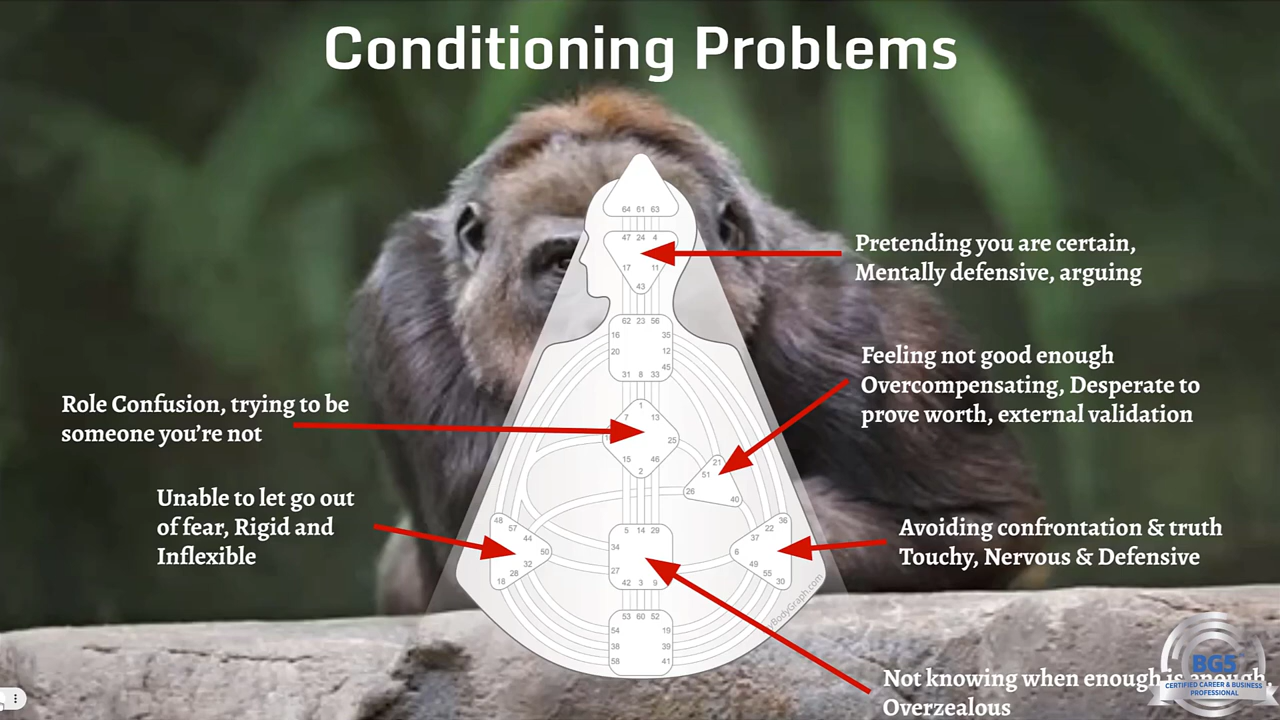 Conditioning Problems
64 61 63
47 24 4
17 11
43
62 23 56
16 35
20 12
45
31 8 33
1
7 13
25
15 46
2
21
51
26 40
48
57
44
50
32
28
18
5 14 29
34
27
42 3 9
36
22
37
6
49
55
30
53 60 52
54 19
38 39
58 41
BodyGraph.com
Pretending you are certain,
Mentally defensive, arguing
Feeling not good enough
Overcompensating, Desperate to
prove worth, external validation
Role Confusion, trying to be
someone you're not
Unable to let go out
of fear, Rigid and
Inflexible
Avoiding confrontation & truth
Touchy, Nervous & Defensive
Not knowing when enough is enough,
Overzealous
BG5
CERTIFIED CAREER & BUSINESS
PROFESSIONAL